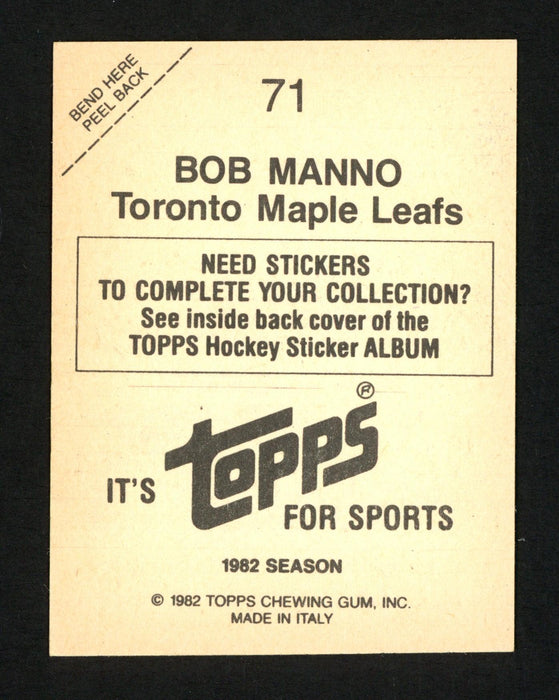 BEND HERE
PEEL BACK
71
BOB MANNO
Toronto Maple Leafs
NEED STICKERS
TO COMPLETE YOUR COLLECTION?
See inside back cover of the
TOPPS Hockey Sticker ALBUM
IT'S topps®
FOR SPORTS
1982 SEASON
© 1982 TOPPS CHEWING GUM, INC.
MADE IN ITALY